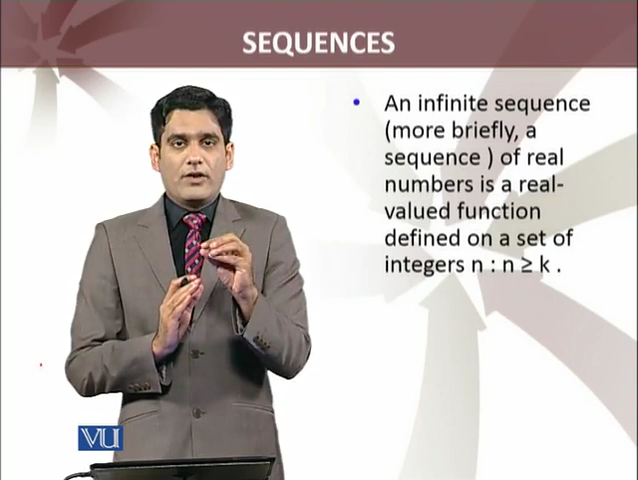 SEQUENCES
• An infinite sequence
(more briefly, a
sequence ) of real
numbers is a real-
valued function
defined on a set of
integers n : n ≥ k .
VU